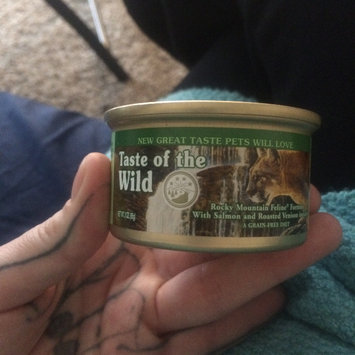 NEW GREAT TASTE PETS WILL LOVE
Taste of the
Wild
Rocky Mountain Feline® Formula
With Salmon and Roasted Venison
A GRAIN-FREE DIET